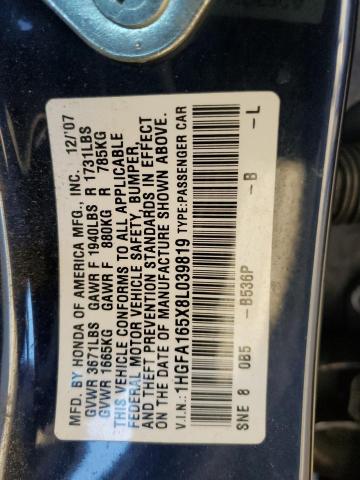 MFD. BY HONDA OF AMERICA MFG., INC. 12/'07
GVWR 3671LBS GAWR F 1940LBS R 1731LBS
GVWR 1665KG GAWR F 880KG R 785KG
THIS VEHICLE CONFORMS TO ALL APPLICABLE
FEDERAL MOTOR VEHICLE SAFETY, BUMPER,
AND THEFT PREVENTION STANDARDS IN EFFECT
ON THE DATE OF MANUFACTURE SHOWN ABOVE.
V.I.N.: 1HGFA165X8L039819 TYPE:PASSENGER CAR
SNE 8 0B5 -B536P -B -L